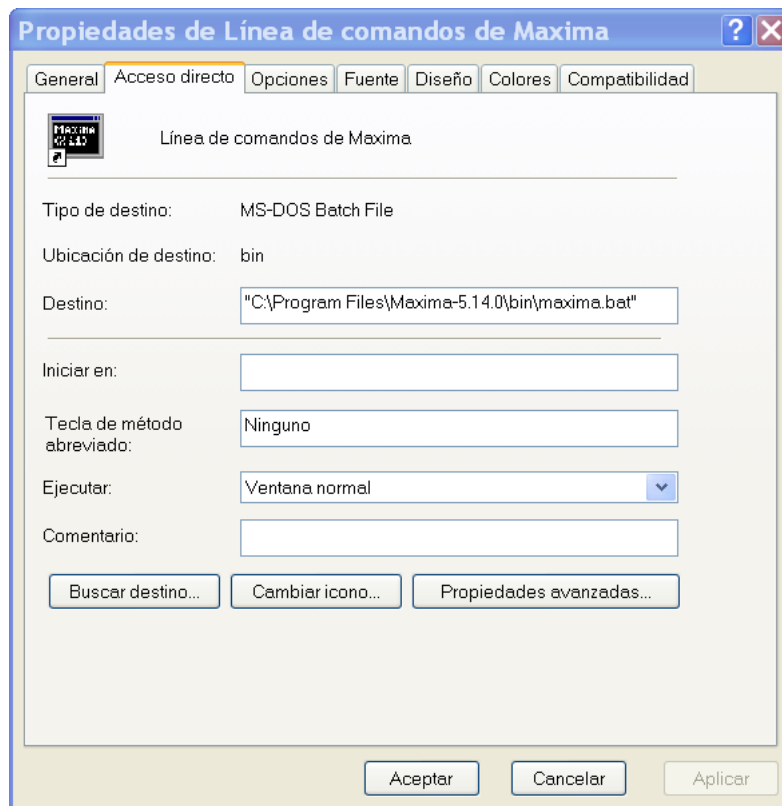 Propiedades de Línea de comandos de Maxima
General Acceso directo Opciones Fuente Diseño Colores Compatibilidad
Línea de comandos de Maxima
Tipo de destino: MS-DOS Batch File
Ubicación de destino: bin
Destino: "C:\Program Files\Maxima-5.14.0\bin\maxima.bat"
Iniciar en:
Tecla de método abreviado: Ninguno
Ejecutar: Ventana normal
Comentario:
Buscar destino... Cambiar icono... Propiedades avanzadas...
Aceptar Cancelar Aplicar